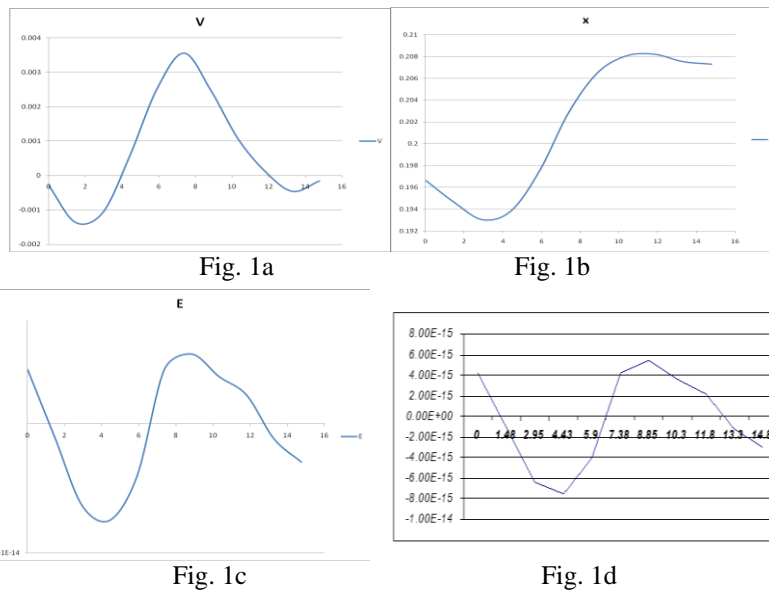 V
0.004
0.003
0.002
0.001
0
-0.001
-0.002
0 2 4 6 8 10 12 14 16
V
x
0.21
0.208
0.206
0.204
0.202
0.2
0.198
0.196
0.194
0.192
0 2 4 6 8 10 12 14 16
Fig. 1a
Fig. 1b
E
0 2 4 6 8 10 12 14 16
E
1E-14
8.00E-15
6.00E-15
4.00E-15
2.00E-15
0.00E+00
-2.00E-15
-4.00E-15
-6.00E-15
-8.00E-15
-1.00E-14
0 1.48 2.95 4.43 5.9 7.38 8.85 10.3 11.8 13.3 14.8
Fig. 1c
Fig. 1d